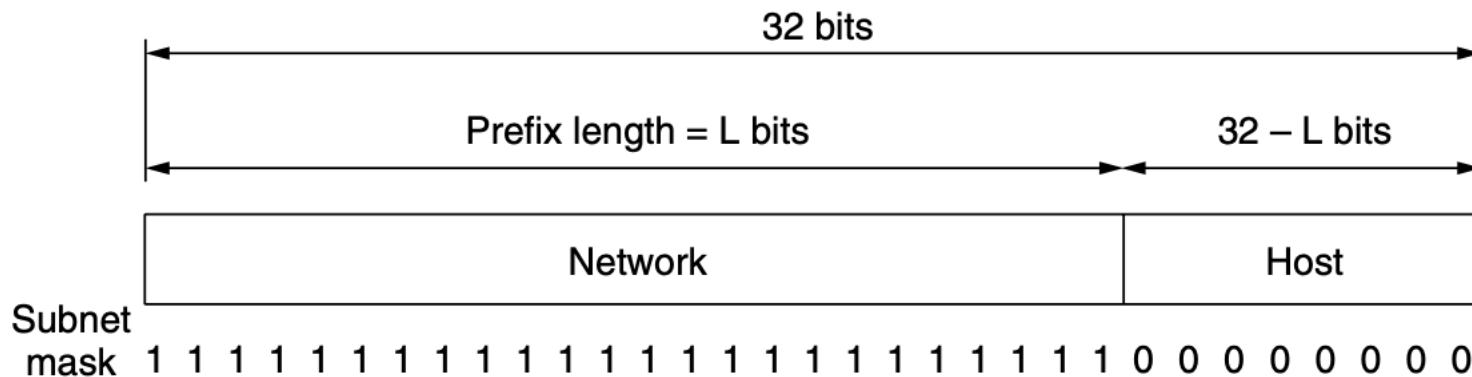 32 bits
Prefix length = L bits
32 – L bits
Network
Host
Subnet
mask 1 1 1 1 1 1 1 1 1 1 1 1 1 1 1 1 1 1 1 1 1 1 1 1 0 0 0 0 0 0 0 0